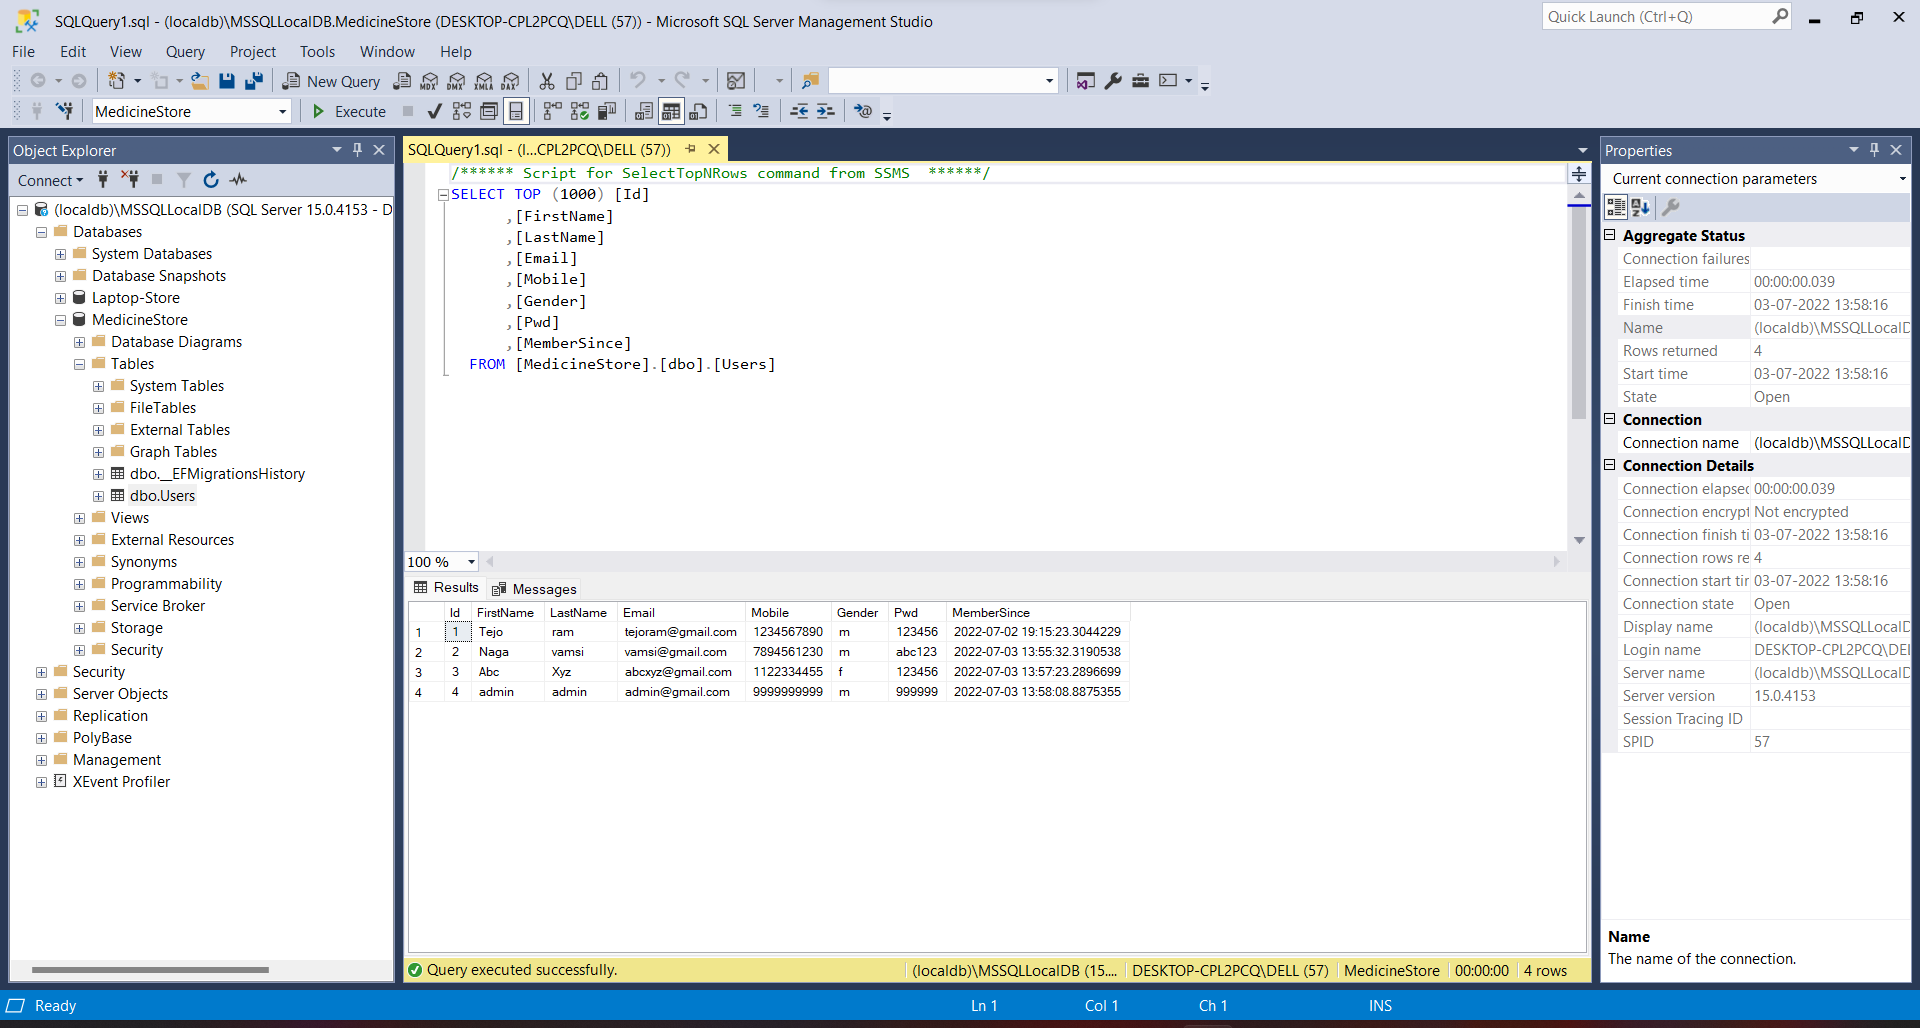 SQLQuery1.sql - (localdb)\MSSQLLocalDB.MedicineStore (DESKTOP-CPL2PCQ\DELL (57)) - Microsoft SQL Server Management Studio
Quick Launch (Ctrl+Q)
File Edit View Query Project Tools Window Help
New Query MDX DMX XMLA DAX
MedicineStore Execute
Object Explorer
Connect
(localdb)\MSSQLLocalDB (SQL Server 15.0.4153 - D
Databases
System Databases
Database Snapshots
Laptop-Store
MedicineStore
Database Diagrams
Tables
System Tables
FileTables
External Tables
Graph Tables
dbo.__EFMigrationsHistory
dbo.Users
Views
External Resources
Synonyms
Programmability
Service Broker
Storage
Security
Security
Server Objects
Replication
PolyBase
Management
XEvent Profiler
SQLQuery1.sql - (l...CPL2PCQ\DELL (57))
/****** Script for SelectTopNRows command from SSMS  ******/
SELECT TOP (1000) [Id]
,[FirstName]
,[LastName]
,[Email]
,[Mobile]
,[Gender]
,[Pwd]
,[MemberSince]
FROM [MedicineStore].[dbo].[Users]
100 %
Results Messages
Id FirstName LastName Email Mobile Gender Pwd MemberSince
1 1 Tejo ram tejoram@gmail.com 1234567890 m 123456 2022-07-02 19:15:23.3044229
2 2 Naga vamsi vamsi@gmail.com 7894561230 m abc123 2022-07-03 13:55:32.3190538
3 3 Abc Xyz abcxyz@gmail.com 1122334455 f 123456 2022-07-03 13:57:23.2896699
4 4 admin admin admin@gmail.com 9999999999 m 999999 2022-07-03 13:58:08.8875355
Query executed successfully. (localdb)\MSSQLLocalDB (15.... DESKTOP-CPL2PCQ\DELL (57) MedicineStore 00:00:00 4 rows
Properties
Current connection parameters
Aggregate Status
Connection failures
Elapsed time 00:00:00.039
Finish time 03-07-2022 13:58:16
Name (localdb)\MSSQLLocalD
Rows returned 4
Start time 03-07-2022 13:58:16
State Open
Connection
Connection name (localdb)\MSSQLLocalD
Connection Details
Connection elapsed 00:00:00.039
Connection encrypt Not encrypted
Connection finish ti 03-07-2022 13:58:16
Connection rows re 4
Connection start tir 03-07-2022 13:58:16
Connection state Open
Display name (localdb)\MSSQLLocalD
Login name DESKTOP-CPL2PCQ\DEI
Server name (localdb)\MSSQLLocalD
Server version 15.0.4153
Session Tracing ID
SPID 57
Name
The name of the connection.
Ready Ln 1 Col 1 Ch 1 INS